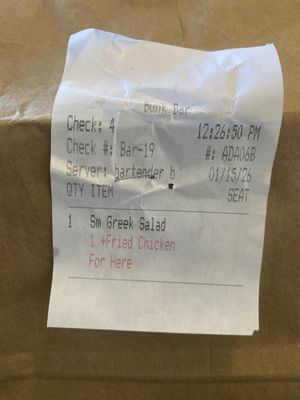 Bunk Bar
Check: 4 12:26:50 PM
Check #: Bar-19 #: ADA06B
Server: bartender b 01/15/26
QTY ITEM SEAT
1 Sm Greek Salad
1 +Fried Chicken
For Here